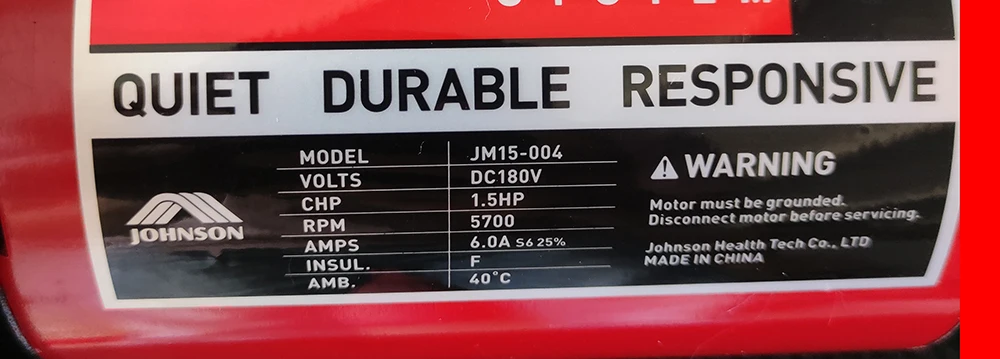 QUIET DURABLE RESPONSIVE
JOHNSON
MODEL JM15-004
VOLTS DC180V
CHP 1.5HP
RPM 5700
AMPS 6.0A S6 25%
INSUL. F
AMB. 40°C
WARNING
Motor must be grounded.
Disconnect motor before servicing.
Johnson Health Tech Co., LTD
MADE IN CHINA